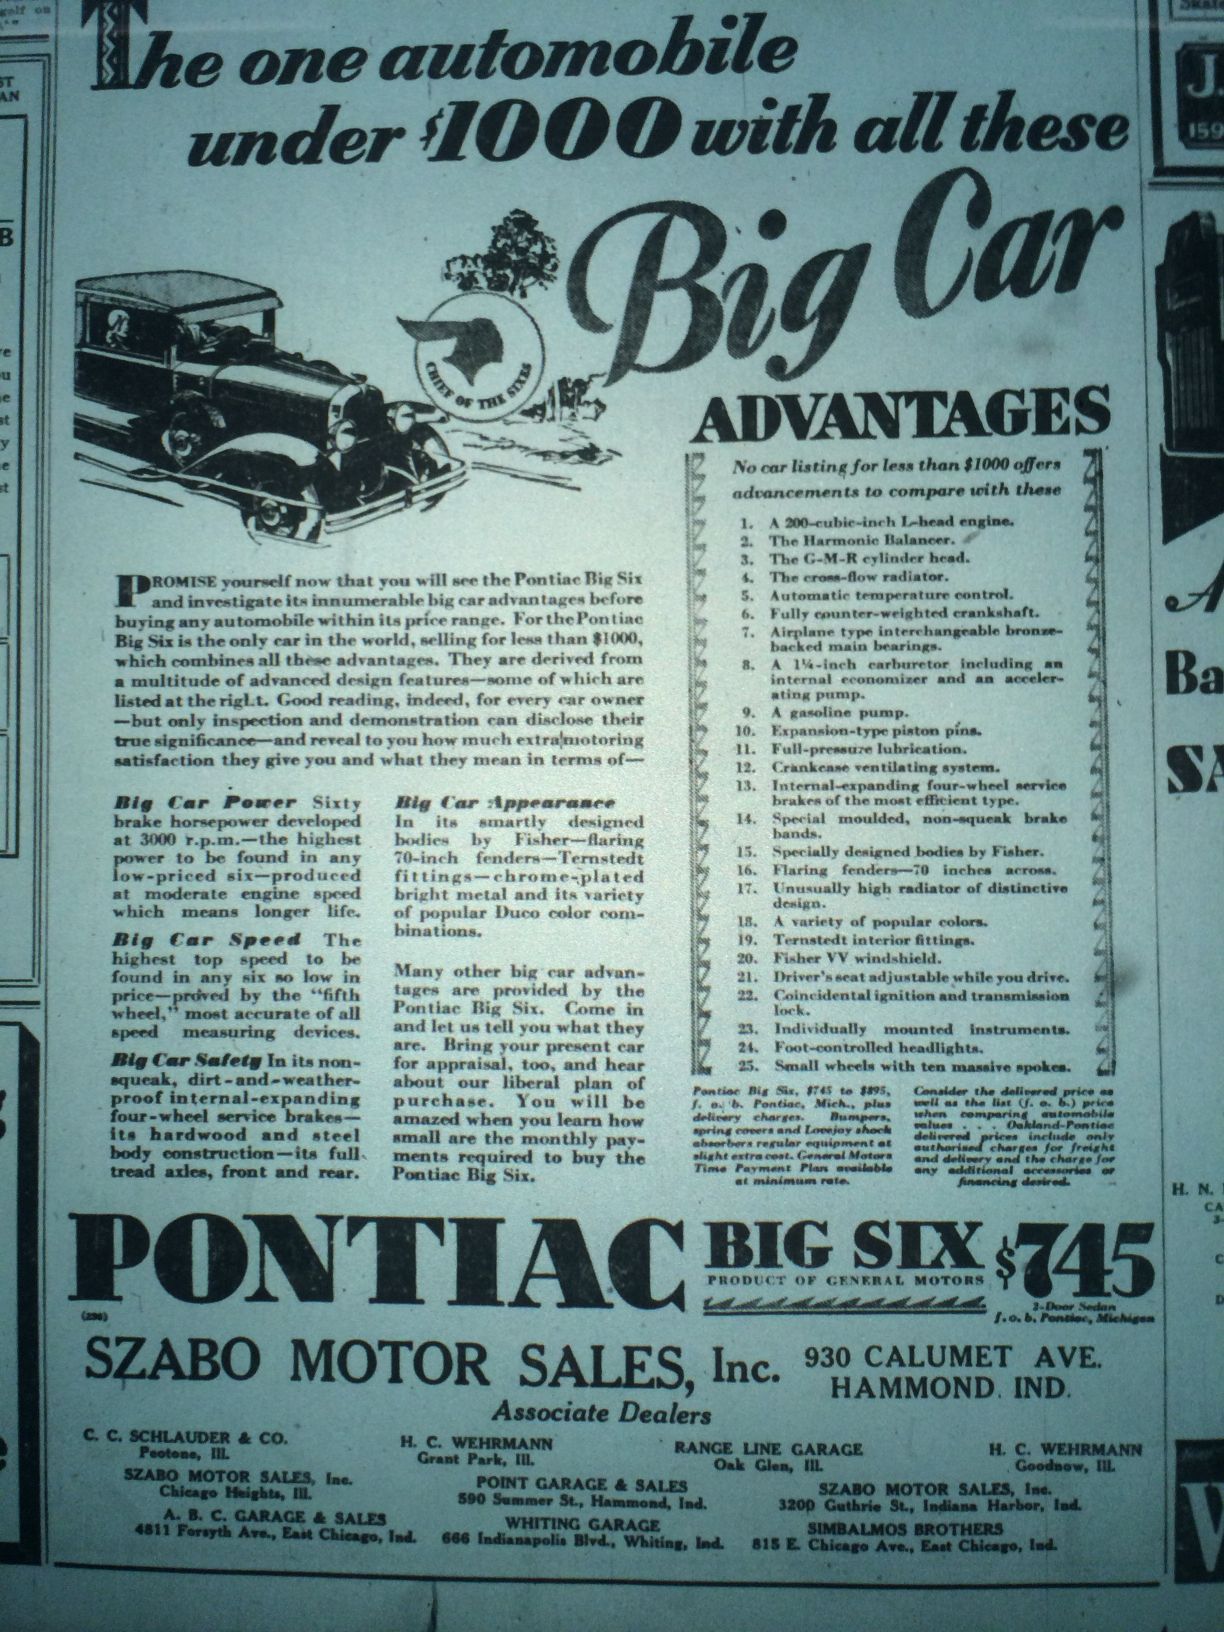 The one automobile
under $1000 with all these
Big Car
ADVANTAGES
CHIEF OF THE SIXES
No car listing for less than $1000 offers
advancements to compare with these
1. A 200-cubic-inch L-head engine.
2. The Harmonic Balancer.
3. The G-M-R cylinder head.
4. The cross-flow radiator.
5. Automatic temperature control.
6. Fully counter-weighted crankshaft.
7. Airplane type interchangeable bronze-
backed main bearings.
8. A 1¼-inch carburetor including an
internal economizer and an acceler-
ating pump.
9. A gasoline pump.
10. Expansion-type piston pins.
11. Full-pressure lubrication.
12. Crankcase ventilating system.
13. Internal-expanding four-wheel service
brakes of the most efficient type.
14. Special moulded, non-squeak brake
bands.
15. Specially designed bodies by Fisher.
16. Flaring fenders—70 inches across.
17. Unusually high radiator of distinctive
design.
18. A variety of popular colors.
19. Ternstedt interior fittings.
20. Fisher VV windshield.
21. Driver's seat adjustable while you drive.
22. Coincidental ignition and transmission
lock.
23. Individually mounted instruments.
24. Foot-controlled headlights.
25. Small wheels with ten massive spokes.
PROMISE yourself now that you will see the Pontiac Big Six
and investigate its innumerable big car advantages before
buying any automobile within its price range. For the Pontiac
Big Six is the only car in the world, selling for less than $1000,
which combines all these advantages. They are derived from
a multitude of advanced design features—some of which are
listed at the right. Good reading, indeed, for every car owner
—but only inspection and demonstration can disclose their
true significance—and reveal to you how much extra motoring
satisfaction they give you and what they mean in terms of—
Big Car Power Sixty
brake horsepower developed
at 3000 r.p.m.—the highest
power to be found in any
low-priced six—produced
at moderate engine speed
which means longer life.
Big Car Speed The
highest top speed to be
found in any six so low in
price—proved by the "fifth
wheel," most accurate of all
speed measuring devices.
Big Car Safety In its non-
squeak, dirt-and-weather-
proof internal-expanding
four-wheel service brakes—
its hardwood and steel
body construction—its full-
tread axles, front and rear.
Big Car Appearance
In its smartly designed
bodies by Fisher—flaring
70-inch fenders—Ternstedt
fittings—chrome-plated
bright metal and its variety
of popular Duco color com-
binations.
Many other big car advan-
tages are provided by the
Pontiac Big Six. Come in
and let us tell you what they
are. Bring your present car
for appraisal, too, and hear
about our liberal plan of
purchase. You will be
amazed when you learn how
small are the monthly pay-
ments required to buy the
Pontiac Big Six.
Pontiac Big Six, $745 to $895,
f. o. b. Pontiac, Mich., plus
delivery charges. Bumpers,
spring covers and Lovejoy shock
absorbers regular equipment at
slight extra cost. General Motors
Time Payment Plan available
at minimum rate.
Consider the delivered price as
well as the list (f. o. b.) price
when comparing automobile
values . . . Oakland-Pontiac
delivered prices include only
authorized charges for freight
and delivery and the charge for
any additional accessories or
financing desired.
PONTIAC BIG SIX $745
PRODUCT OF GENERAL MOTORS
2-Door Sedan
f. o. b. Pontiac, Michigan
SZABO MOTOR SALES, Inc. 930 CALUMET AVE.
HAMMOND, IND.
Associate Dealers
C. C. SCHLAUDER & CO.
Peotone, Ill.
H. C. WEHRMANN
Grant Park, Ill.
RANGE LINE GARAGE
Oak Glen, Ill.
H. C. WEHRMANN
Goodnow, Ill.
SZABO MOTOR SALES, Inc.
Chicago Heights, Ill.
POINT GARAGE & SALES
590 Summer St., Hammond, Ind.
SZABO MOTOR SALES, Inc.
3200 Guthrie St., Indiana Harbor, Ind.
A. B. C. GARAGE & SALES
4811 Forsyth Ave., East Chicago, Ind.
WHITING GARAGE
666 Indianapolis Blvd., Whiting, Ind.
SIMBALMOS BROTHERS
815 E. Chicago Ave., East Chicago, Ind.